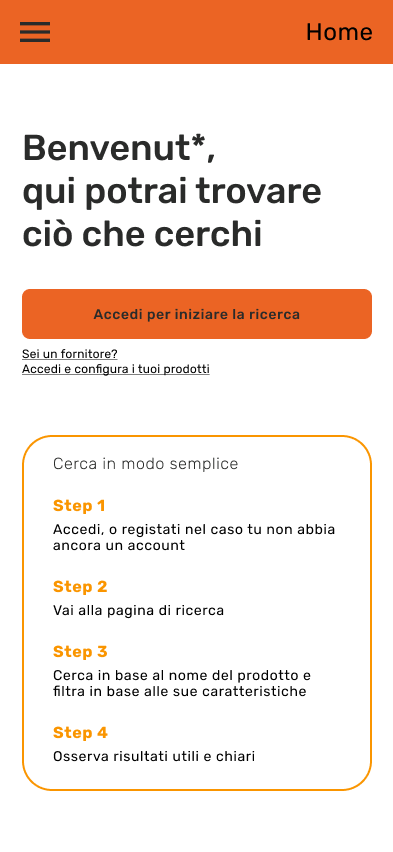 Home
Benvenut*,
qui potrai trovare
ciò che cerchi
Accedi per iniziare la ricerca
Sei un fornitore?
Accedi e configura i tuoi prodotti
Cerca in modo semplice
Step 1
Accedi, o registati nel caso tu non abbia
ancora un account
Step 2
Vai alla pagina di ricerca
Step 3
Cerca in base al nome del prodotto e
filtra in base alle sue caratteristiche
Step 4
Osserva risultati utili e chiari